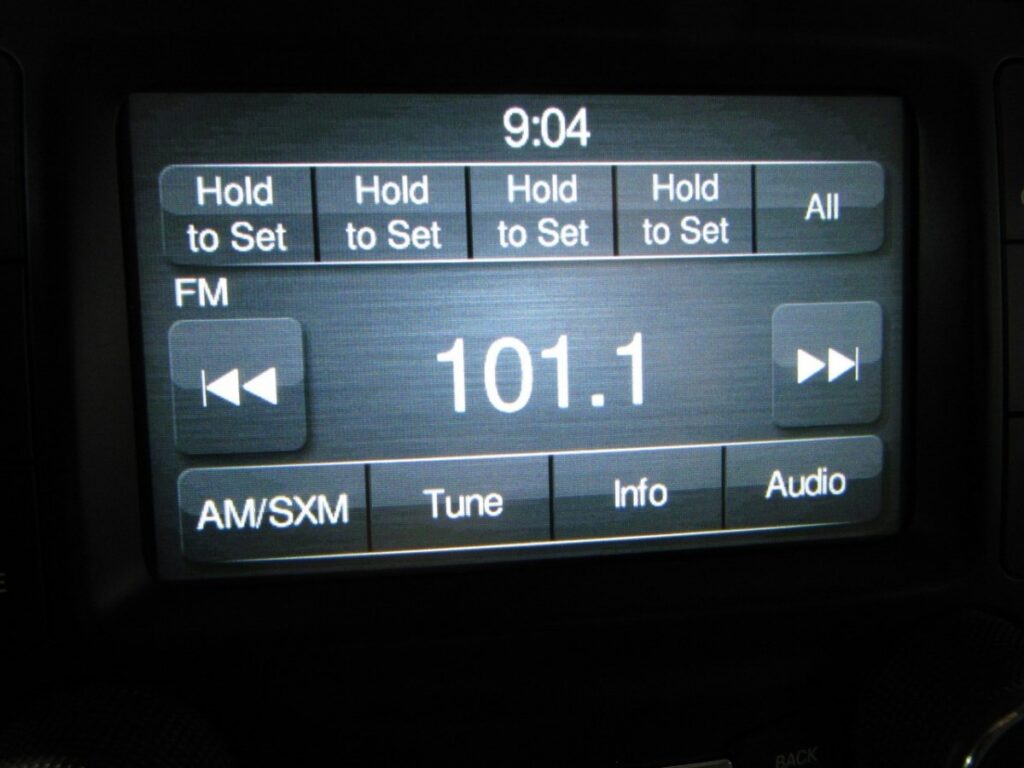 9:04
Hold to Set
Hold to Set
Hold to Set
Hold to Set
All
FM
101.1
AM/SXM
Tune
Info
Audio
BACK